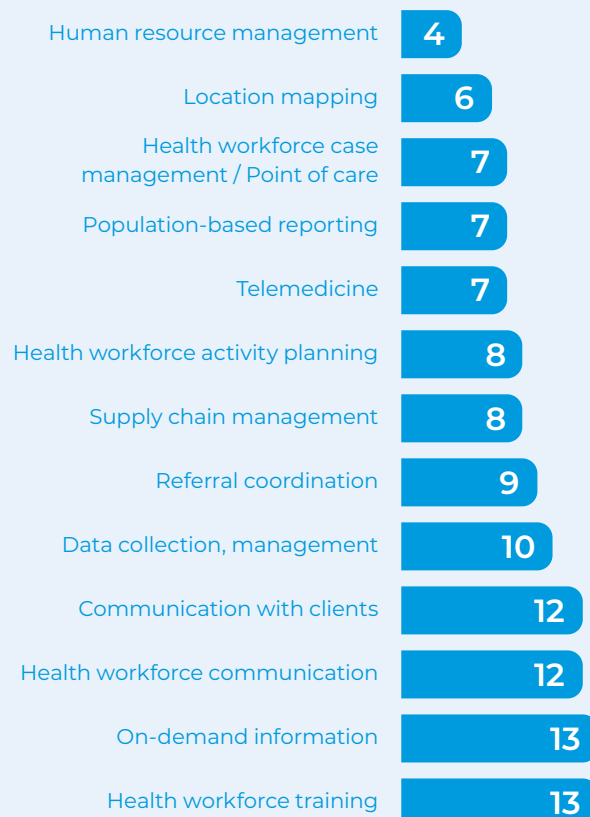 Human resource management 4
Location mapping 6
Health workforce case
management / Point of care 7
Population-based reporting 7
Telemedicine 7
Health workforce activity planning 8
Supply chain management 8
Referral coordination 9
Data collection, management 10
Communication with clients 12
Health workforce communication 12
On-demand information 13
Health workforce training 13